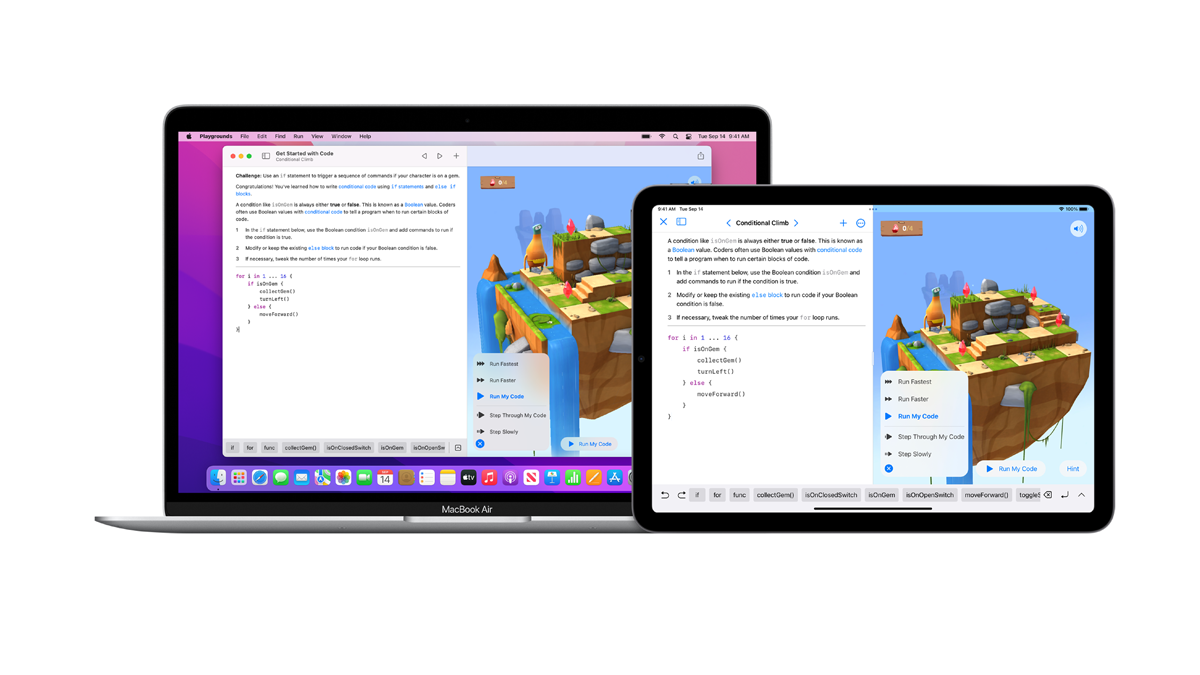 Playgrounds File Edit Find Run View Window Help Tue Sep 14 9:41 AM
Get Started with Code
Conditional Climb
Challenge: Use an if statement to trigger a sequence of commands if your character is on a gem.
Congratulations! You've learned how to write conditional code using if statements and else if
blocks.
A condition like isOnGem is always either true or false. This is known as a Boolean value. Coders
often use Boolean values with conditional code to tell a program when to run certain blocks of
code.
1 In the if statement below, use the Boolean condition isOnGem and add commands to run if
the condition is true.
2 Modify or keep the existing else block to run code if your Boolean condition is false.
3 If necessary, tweak the number of times your for loop runs.
for i in 1 ... 16 {
if isOnGem {
collectGem()
turnLeft()
} else {
moveForward()
}
}
0/4
Run Fastest
Run Faster
Run My Code
Step Through My Code
Step Slowly
Run My Code
if for func collectGem() isOnClosedSwitch isOnGem isOnOpenSw
SEP
14
tv
MacBook Air
9:41 AM Tue Sep 14 100%
Conditional Climb
A condition like isOnGem is always either true or false. This is known as
a Boolean value. Coders often use Boolean values with conditional code
to tell a program when to run certain blocks of code.
1 In the if statement below, use the Boolean condition isOnGem and
add commands to run if the condition is true.
2 Modify or keep the existing else block to run code if your Boolean
condition is false.
3 If necessary, tweak the number of times your for loop runs.
for i in 1 ... 16 {
if isOnGem {
collectGem()
turnLeft()
} else {
moveForward()
}
}
0/4
Run Fastest
Run Faster
Run My Code
Step Through My Code
Step Slowly
Run My Code
Hint
if for func collectGem() isOnClosedSwitch isOnGem isOnOpenSwitch moveForward() toggleS